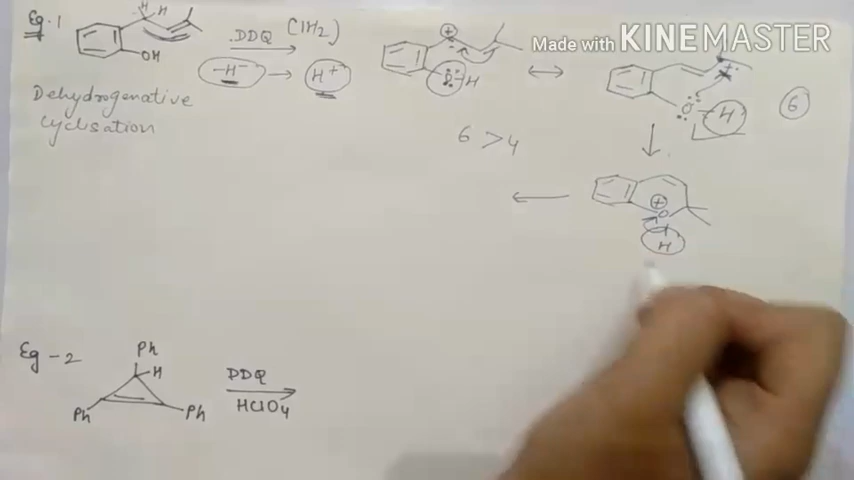 Made with KINEMASTER
Eg.1
H H
OH
DDQ (1H2)
-H⁻ → H⁺
Dehydrogenative
cyclisation
⊕
O-H
↔
+
O-H
6
6 > 4
⊕
O
H
Eg-2
Ph
H
Ph
Ph
DDQ
HClO4